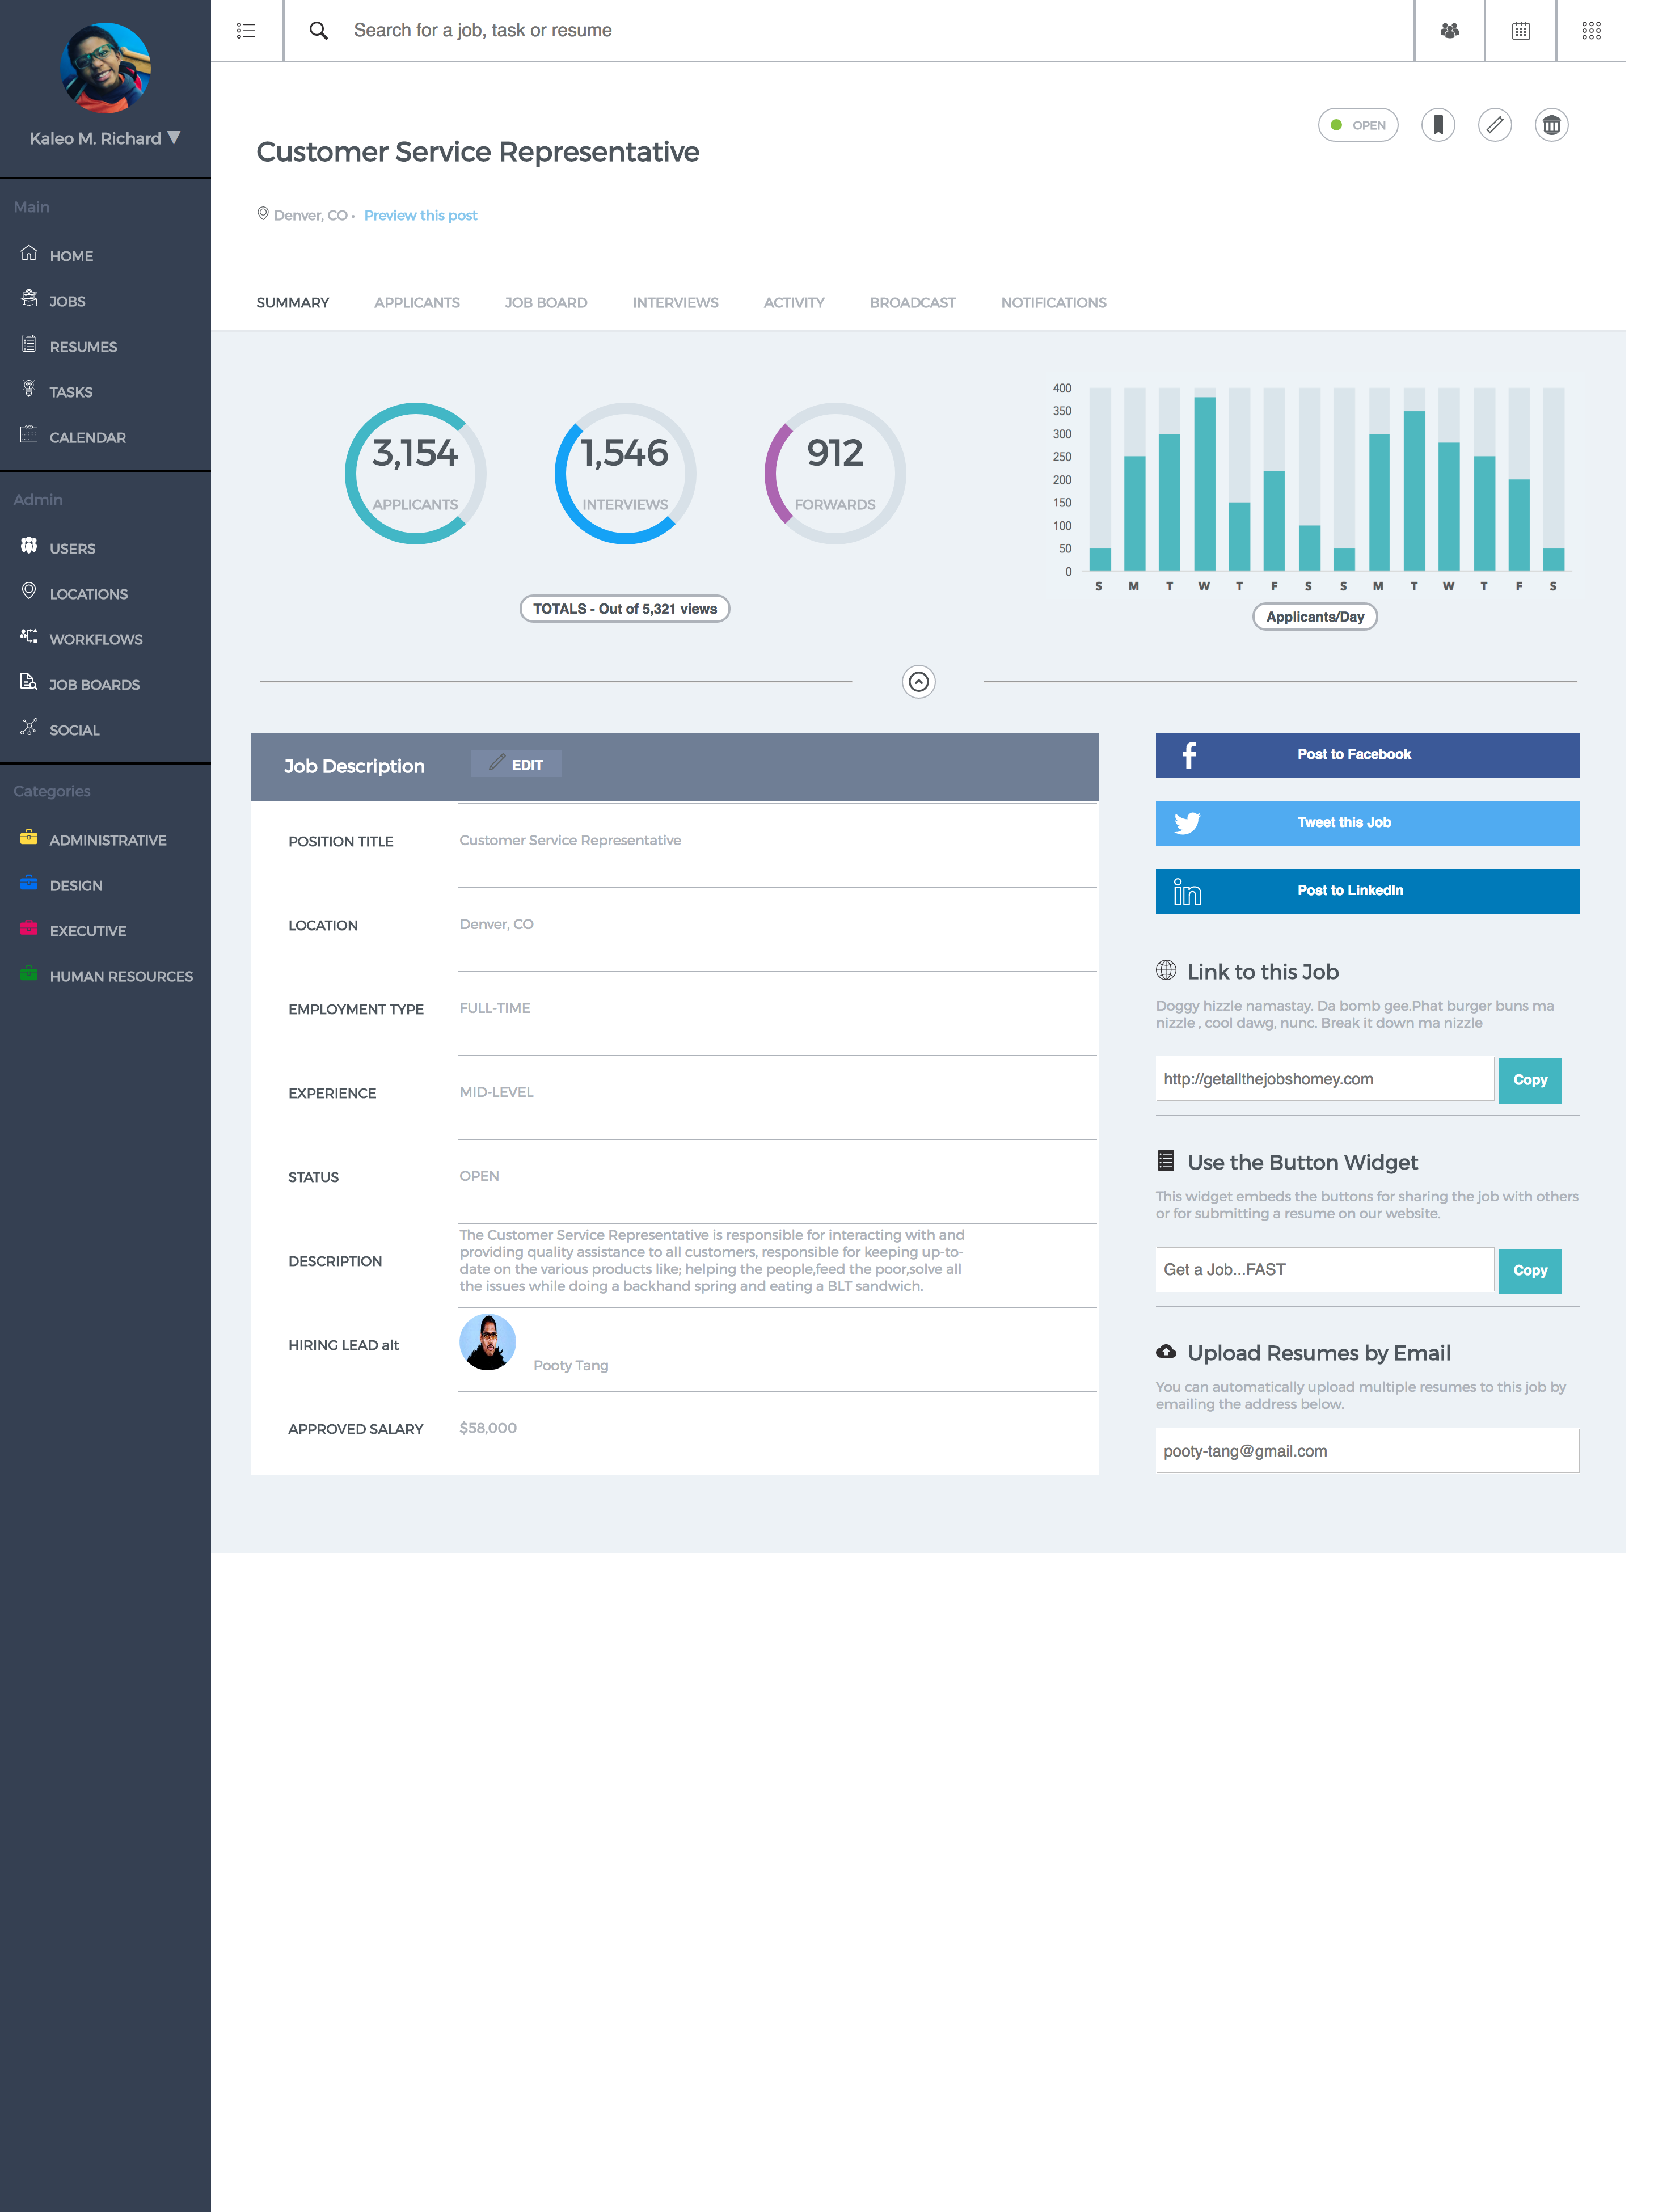 Kaleo M. Richard
Main
HOME
JOBS
RESUMES
TASKS
CALENDAR
Admin
USERS
LOCATIONS
WORKFLOWS
JOB BOARDS
SOCIAL
Categories
ADMINISTRATIVE
DESIGN
EXECUTIVE
HUMAN RESOURCES
Search for a job, task or resume
OPEN
Customer Service Representative
Denver, CO • Preview this post
SUMMARY APPLICANTS JOB BOARD INTERVIEWS ACTIVITY BROADCAST NOTIFICATIONS
3,154
APPLICANTS
1,546
INTERVIEWS
912
FORWARDS
TOTALS - Out of 5,321 views
400
350
300
250
200
150
100
50
0
S M T W T F S S M T W T F S
Applicants/Day
Job Description EDIT
POSITION TITLE Customer Service Representative
LOCATION Denver, CO
EMPLOYMENT TYPE FULL-TIME
EXPERIENCE MID-LEVEL
STATUS OPEN
DESCRIPTION
The Customer Service Representative is responsible for interacting with and
providing quality assistance to all customers, responsible for keeping up-to-
date on the various products like; helping the people,feed the poor,solve all
the issues while doing a backhand spring and eating a BLT sandwich.
HIRING LEAD alt Pooty Tang
APPROVED SALARY $58,000
f Post to Facebook
Tweet this Job
in Post to LinkedIn
Link to this Job
Doggy hizzle namastay. Da bomb gee.Phat burger buns ma
nizzle , cool dawg, nunc. Break it down ma nizzle
http://getallthejobshomey.com Copy
Use the Button Widget
This widget embeds the buttons for sharing the job with others
or for submitting a resume on our website.
Get a Job...FAST Copy
Upload Resumes by Email
You can automatically upload multiple resumes to this job by
emailing the address below.
pooty-tang@gmail.com